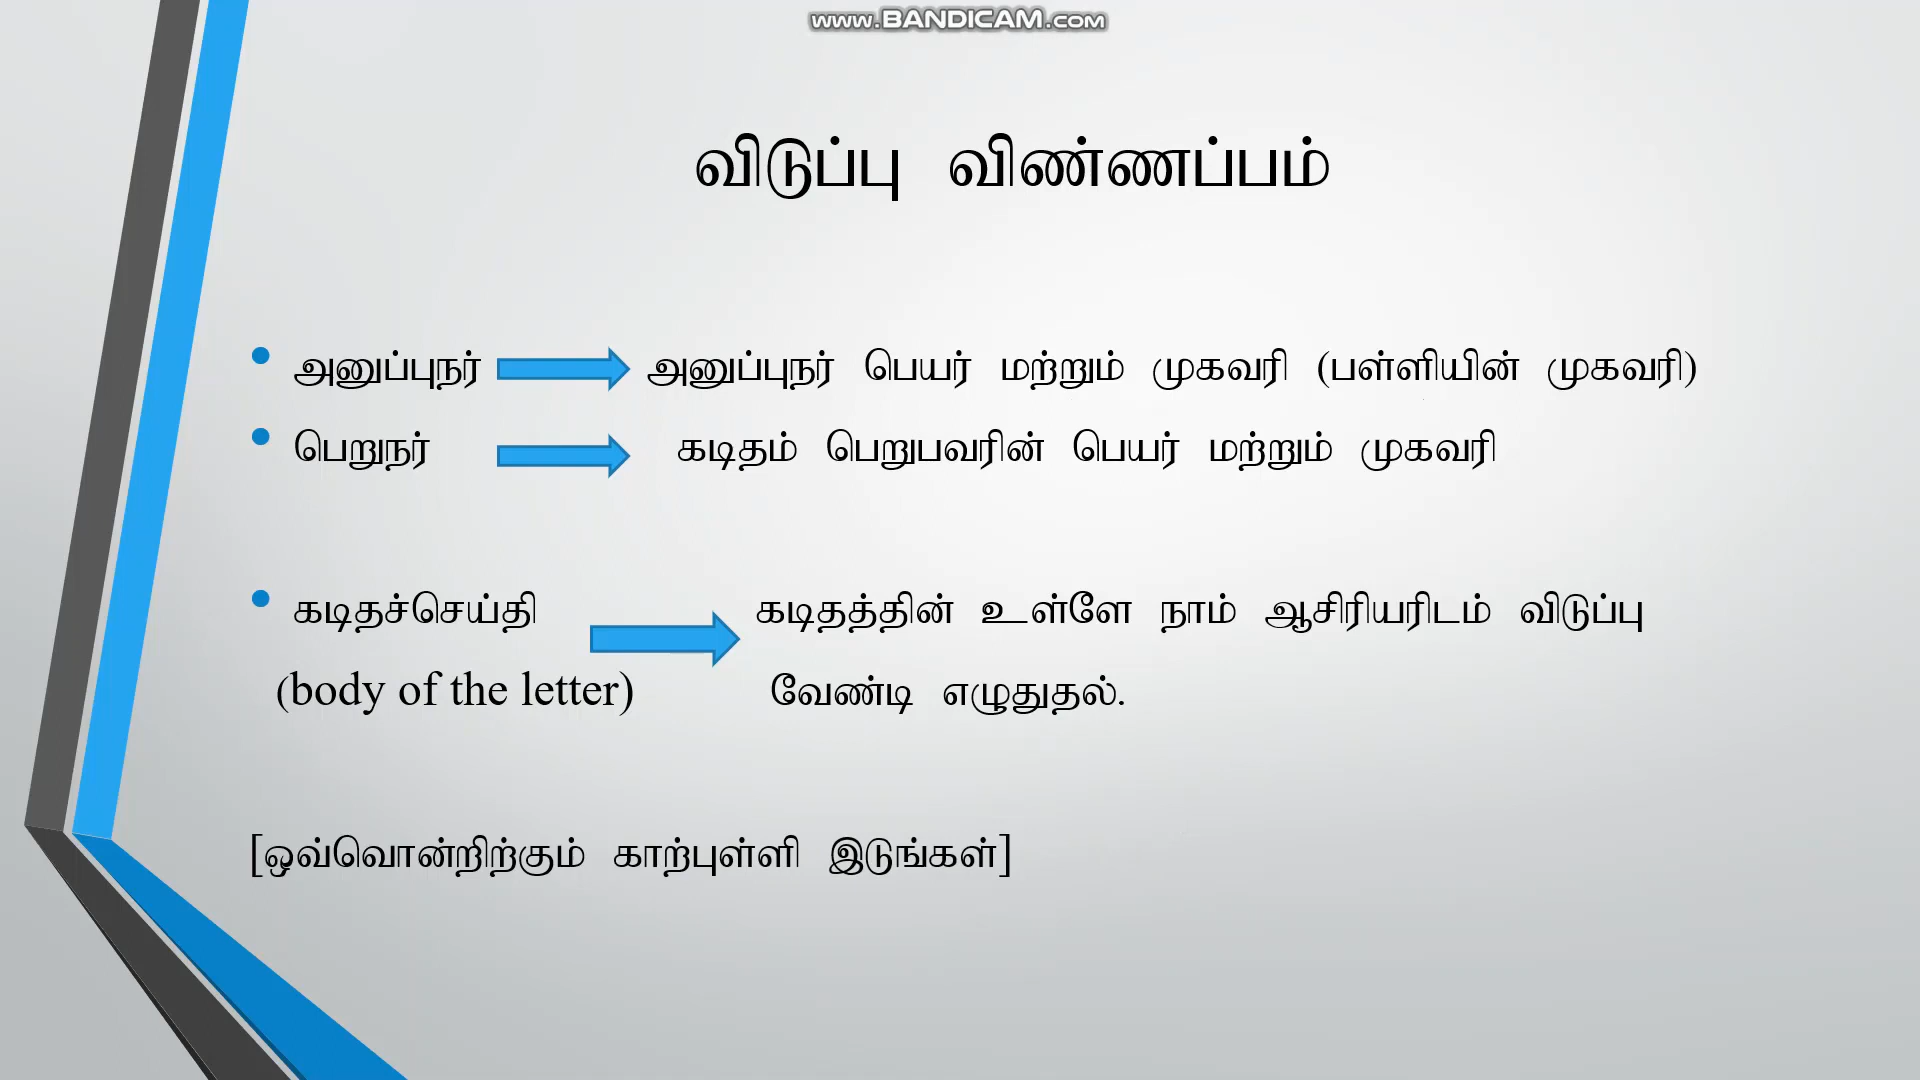 www.BANDICAM.com
விடுப்பு விண்ணப்பம்
• அனுப்புநர் அனுப்புநர் பெயர் மற்றும் முகவரி (பள்ளியின் முகவரி)
• பெறுநர் கடிதம் பெறுபவரின் பெயர் மற்றும் முகவரி
• கடிதச்செய்தி கடிதத்தின் உள்ளே நாம் ஆசிரியரிடம் விடுப்பு
(body of the letter) வேண்டி எழுதுதல்.
[ஒவ்வொன்றிற்கும் காற்புள்ளி இடுங்கள்]